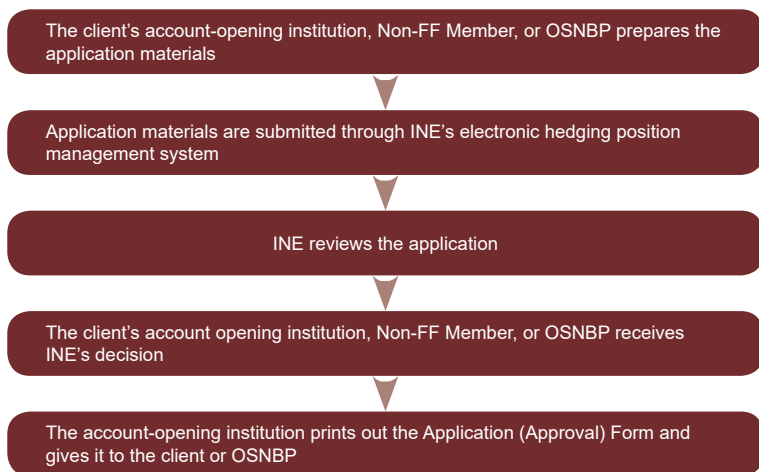 The client’s account-opening institution, Non-FF Member, or OSNBP prepares the
application materials
Application materials are submitted through INE’s electronic hedging position
management system
INE reviews the application
The client’s account opening institution, Non-FF Member, or OSNBP receives
INE’s decision
The account-opening institution prints out the Application (Approval) Form and
gives it to the client or OSNBP